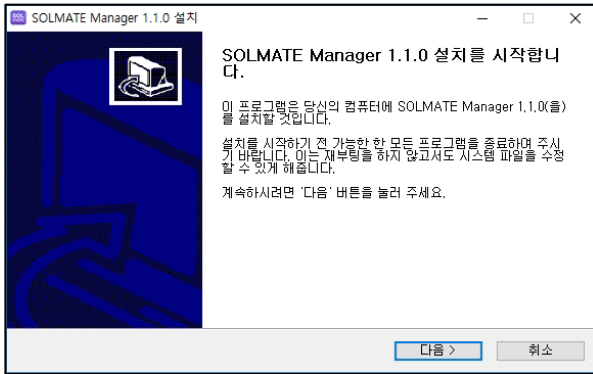 SOL SOLMATE Manager 1.1.0 설치
SOLMATE Manager 1.1.0 설치를 시작합니
다.
이 프로그램은 당신의 컴퓨터에 SOLMATE Manager 1.1.0(을)
를 설치할 것입니다.
설치를 시작하기 전 가능한 한 모든 프로그램을 종료하여 주시
기 바랍니다. 이는 재부팅을 하지 않고서도 시스템 파일을 수정
할 수 있게 해줍니다.
계속하시려면 '다음' 버튼을 눌러 주세요.
다음 >
취소